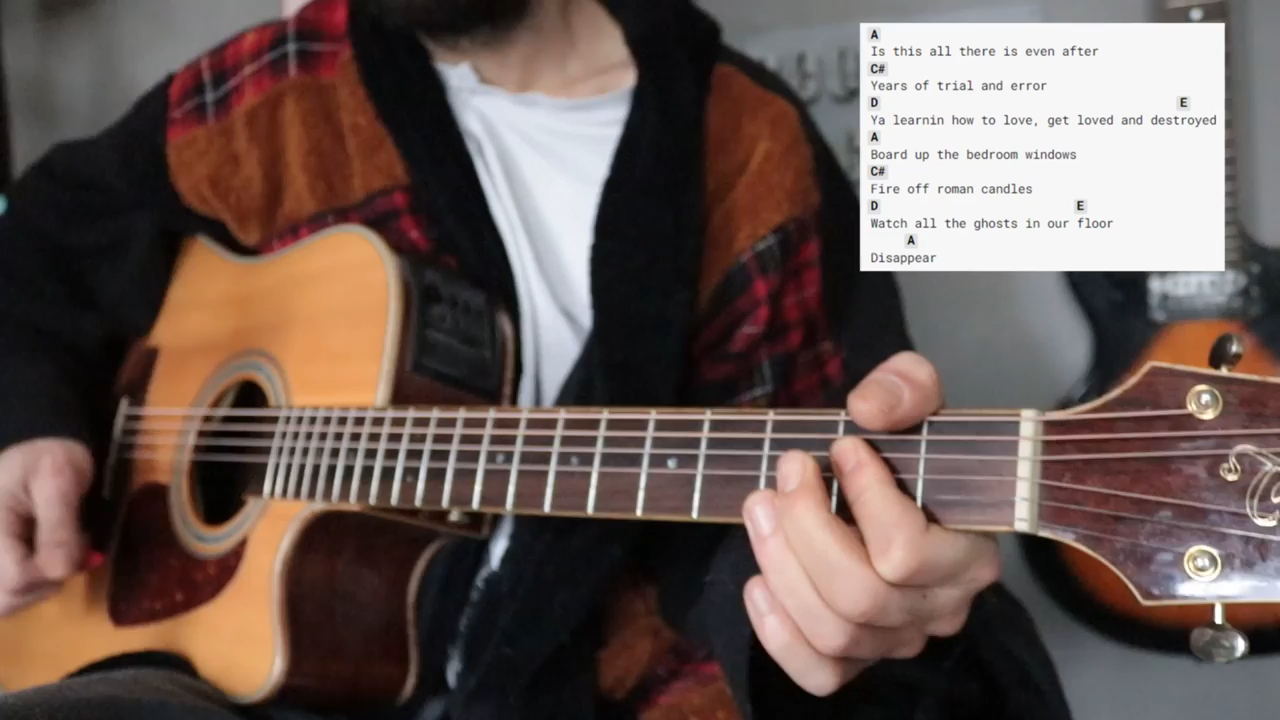 A
Is this all there is even after
C#
Years of trial and error
D E
Ya learnin how to love, get loved and destroyed
A
Board up the bedroom windows
C#
Fire off roman candles
D E
Watch all the ghosts in our floor
A
Disappear